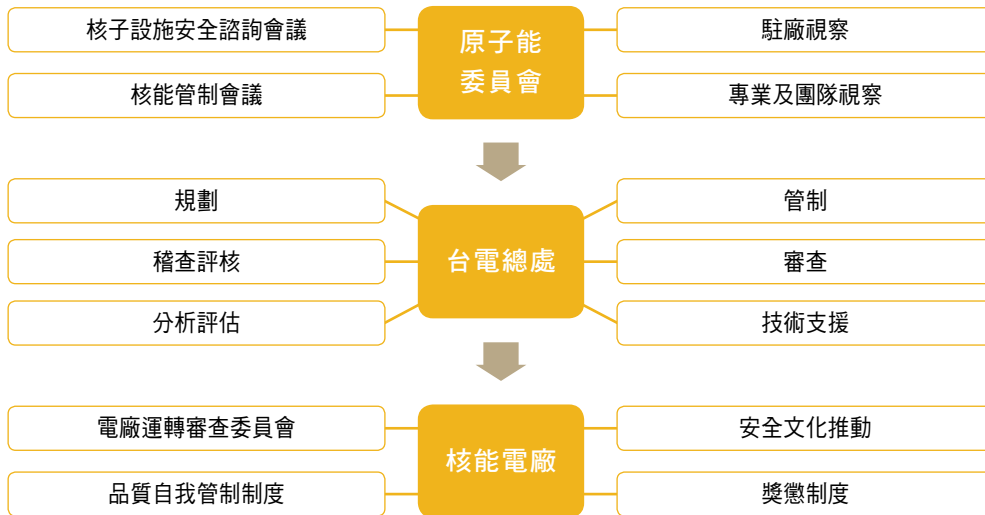 核子設施安全諮詢會議
核能管制會議
原子能
委員會
駐廠視察
專業及團隊視察
規劃
稽查評核
分析評估
台電總處
管制
審查
技術支援
電廠運轉審查委員會
品質自我管制制度
核能電廠
安全文化推動
獎懲制度